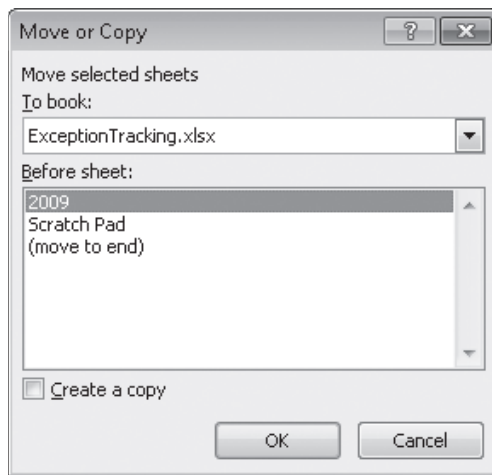 Move or Copy
Move selected sheets
To book:
ExceptionTracking.xlsx
Before sheet:
2009
Scratch Pad
(move to end)
Create a copy
OK Cancel